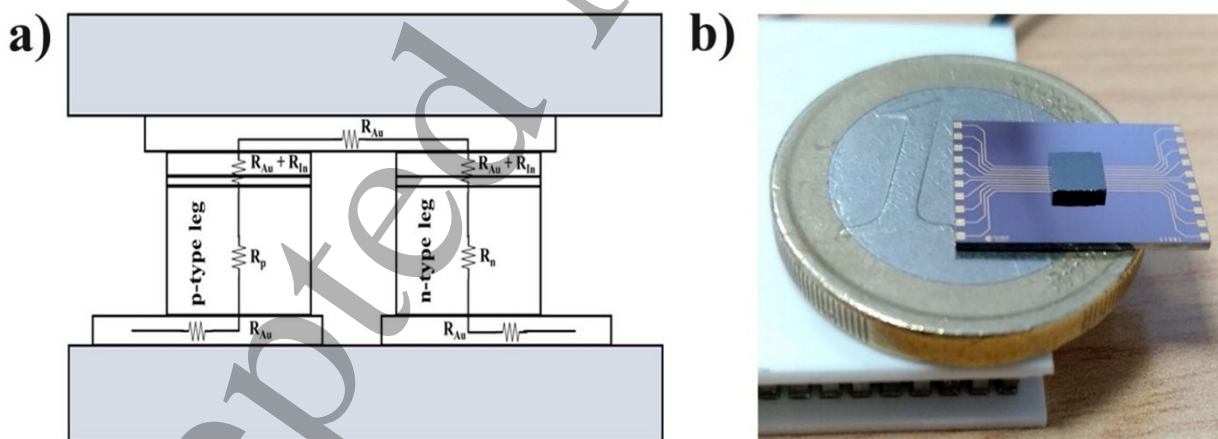 a)
b)
R_Au
R_Au + R_In
R_Au + R_In
p-type leg
R_p
n-type leg
R_n
R_Au
R_Au